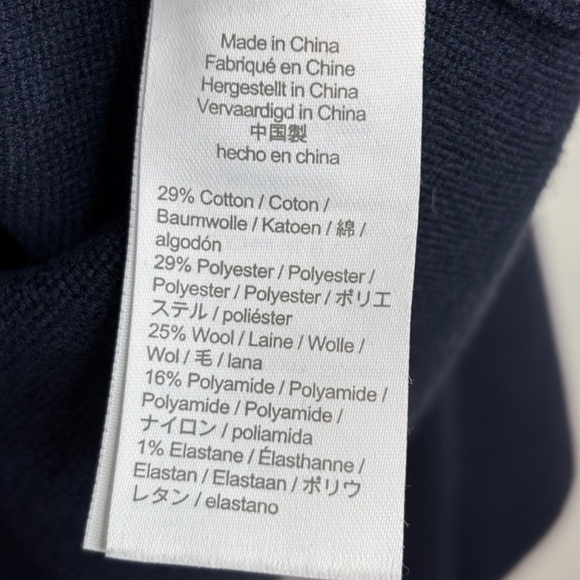 Made in China
Fabriqué en Chine
Hergestellt in China
Vervaardigd in China
中国製
hecho en china
29% Cotton / Coton /
Baumwolle / Katoen / 綿 /
algodón
29% Polyester / Polyester /
Polyester / Polyester / ポリエ
ステル / poliéster
25% Wool / Laine / Wolle /
Wol / 毛 / lana
16% Polyamide / Polyamide /
Polyamide / Polyamide /
ナイロン / poliamida
1% Elastane / Élasthanne /
Elastan / Elastaan / ポリウ
レタン / elastano